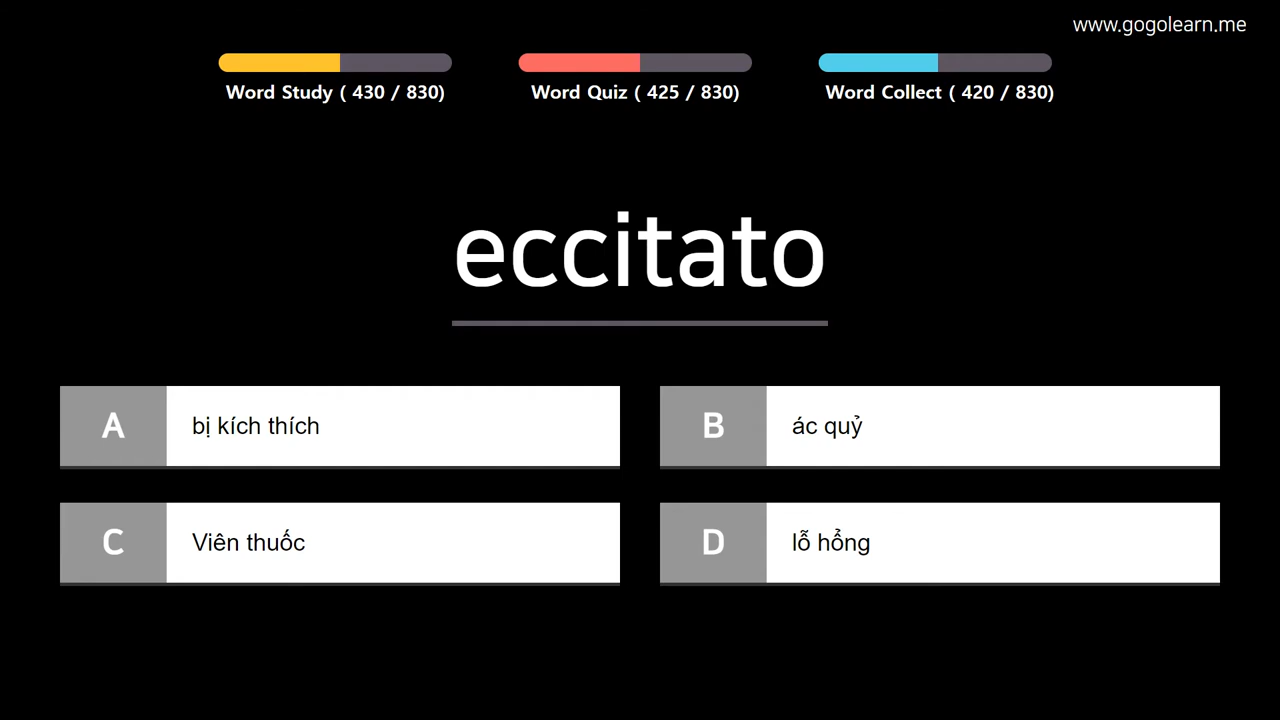 www.gogolearn.me
Word Study ( 430 / 830)
Word Quiz ( 425 / 830)
Word Collect ( 420 / 830)
eccitato
A
bị kích thích
B
ác quỷ
C
Viên thuốc
D
lỗ hổng